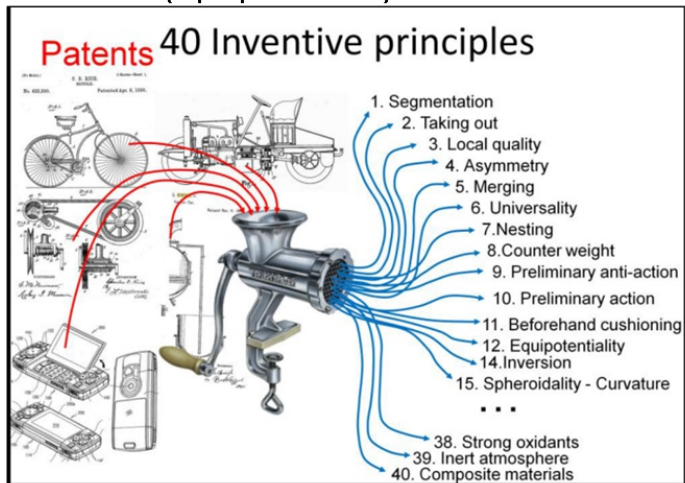 Patents 40 Inventive principles
1. Segmentation
2. Taking out
3. Local quality
4. Asymmetry
5. Merging
6. Universality
7.Nesting
8.Counter weight
9. Preliminary anti-action
10. Preliminary action
11. Beforehand cushioning
12. Equipotentiality
14.Inversion
15. Spheroidality - Curvature
...
38. Strong oxidants
39. Inert atmosphere
40. Composite materials